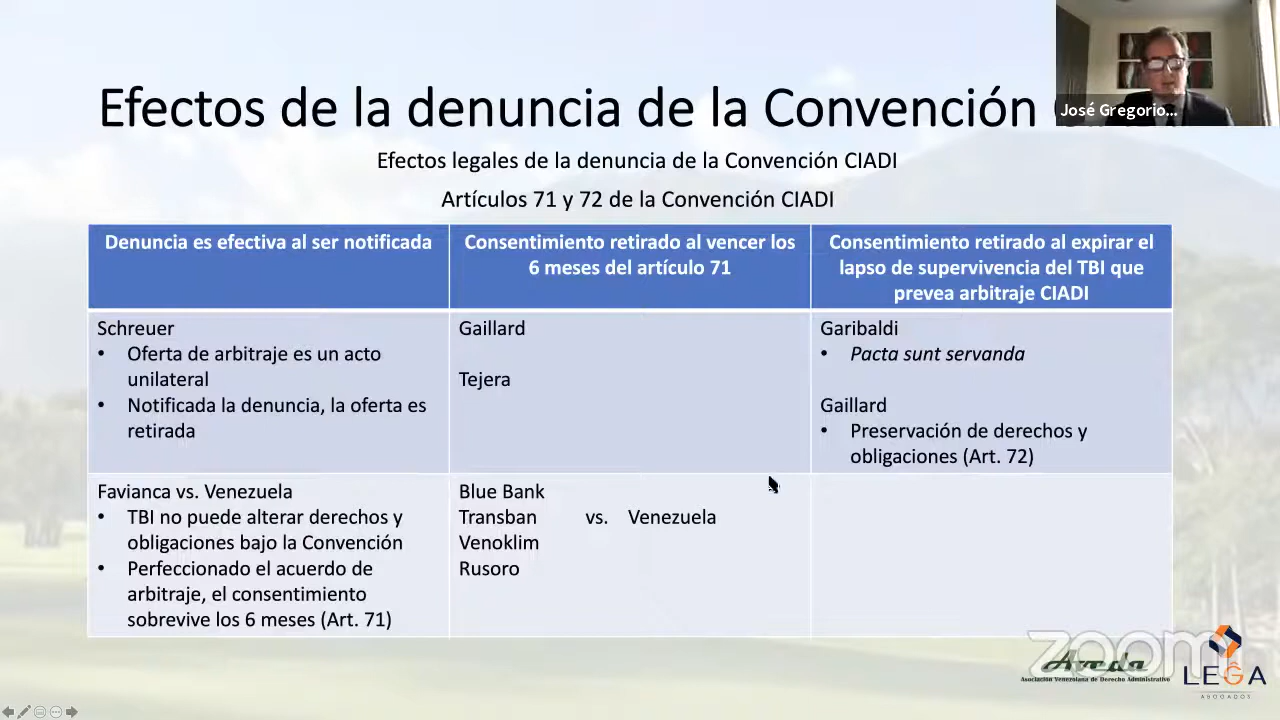 Efectos de la denuncia de la Convención
José Gregorio...
Efectos legales de la denuncia de la Convención CIADI
Artículos 71 y 72 de la Convención CIADI
Denuncia es efectiva al ser notificada
Consentimiento retirado al vencer los
6 meses del artículo 71
Consentimiento retirado al expirar el
lapso de supervivencia del TBI que
prevea arbitraje CIADI
Schreuer
• Oferta de arbitraje es un acto
unilateral
• Notificada la denuncia, la oferta es
retirada
Gaillard
Tejera
Garibaldi
• Pacta sunt servanda
Gaillard
• Preservación de derechos y
obligaciones (Art. 72)
Favianca vs. Venezuela
• TBI no puede alterar derechos y
obligaciones bajo la Convención
• Perfeccionado el acuerdo de
arbitraje, el consentimiento
sobrevive los 6 meses (Art. 71)
Blue Bank
Transban vs. Venezuela
Venoklim
Rusoro
zoom
Aveda
Asociación Venezolana de Derecho Administrativo
LEGA
ABOGADOS